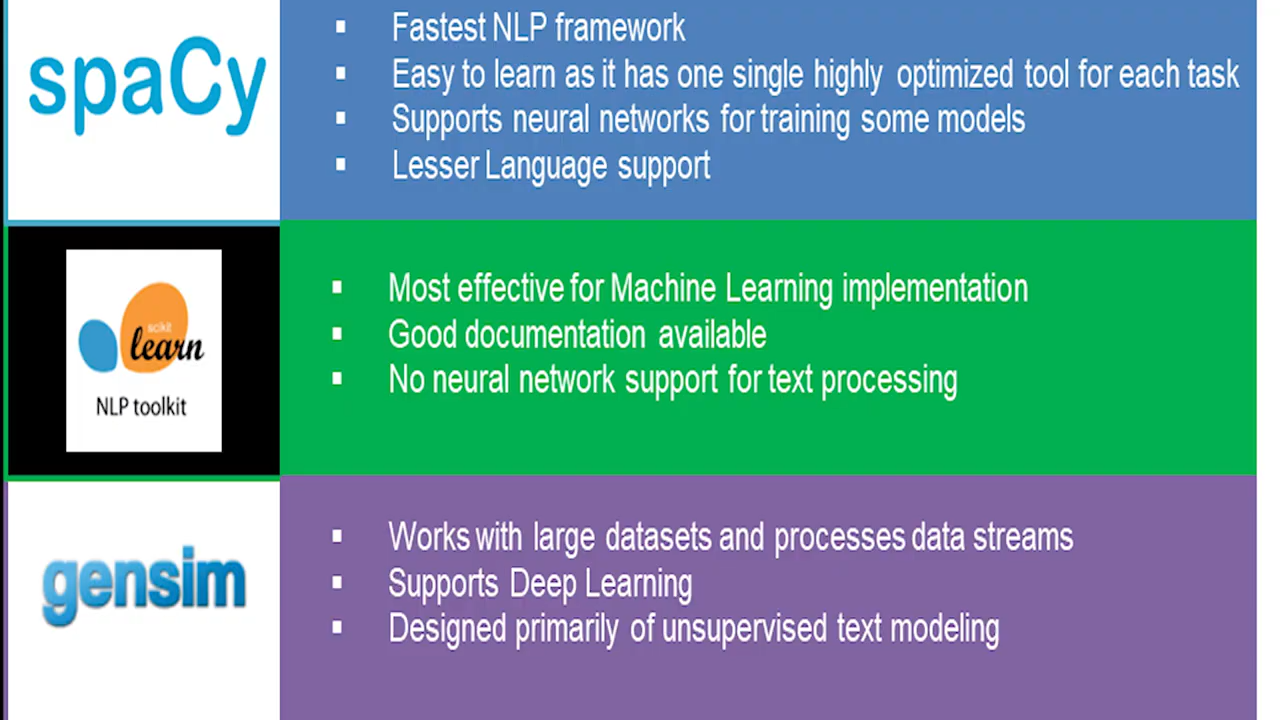 spaCy
Fastest NLP framework
Easy to learn as it has one single highly optimized tool for each task
Supports neural networks for training some models
Lesser Language support
scikit
learn
NLP toolkit
Most effective for Machine Learning implementation
Good documentation available
No neural network support for text processing
gensim
Works with large datasets and processes data streams
Supports Deep Learning
Designed primarily of unsupervised text modeling